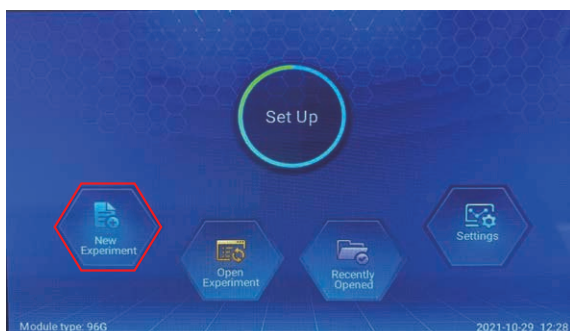 Set Up
New
Experiment
Open
Experiment
Recently
Opened
Settings
Module type: 96G
2021-10-29 12:28